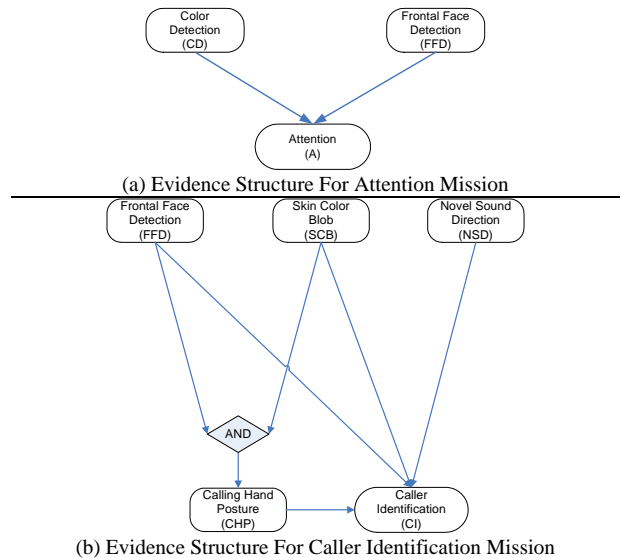 Color
Detection
(CD)
Frontal Face
Detection
(FFD)
Attention
(A)
(a) Evidence Structure For Attention Mission
Frontal Face
Detection
(FFD)
Skin Color
Blob
(SCB)
Novel Sound
Direction
(NSD)
AND
Calling Hand
Posture
(CHP)
Caller
Identification
(CI)
(b) Evidence Structure For Caller Identification Mission